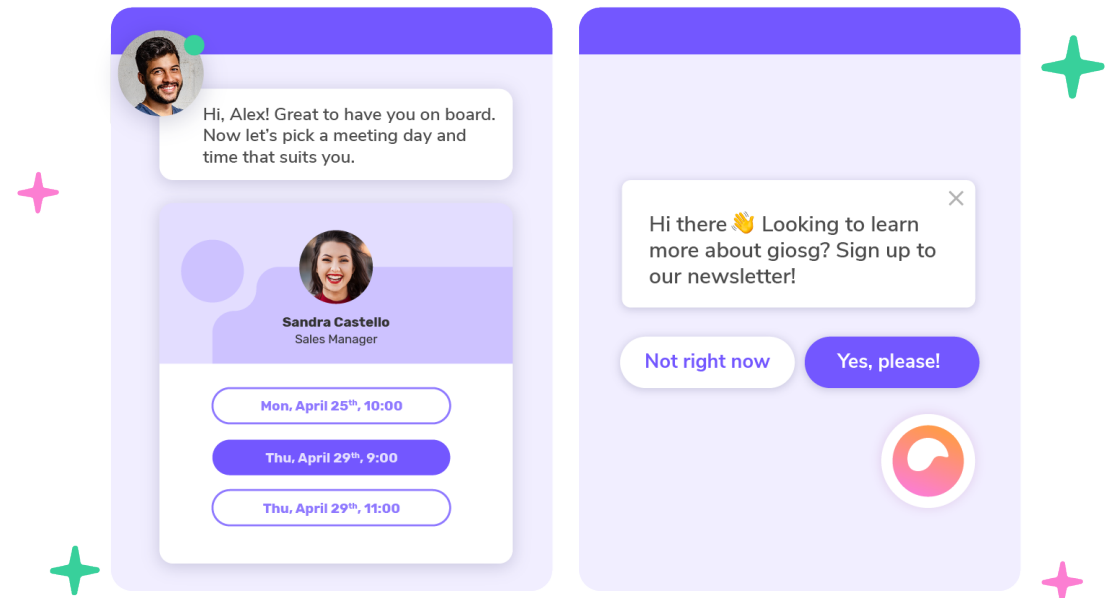 Hi, Alex! Great to have you on board.
Now let’s pick a meeting day and
time that suits you.
Sandra Castello
Sales Manager
Mon, April 25th, 10:00
Thu, April 29th, 9:00
Thu, April 29th, 11:00
Hi there👋 Looking to learn
more about giosg? Sign up to
our newsletter!
Not right now
Yes, please!